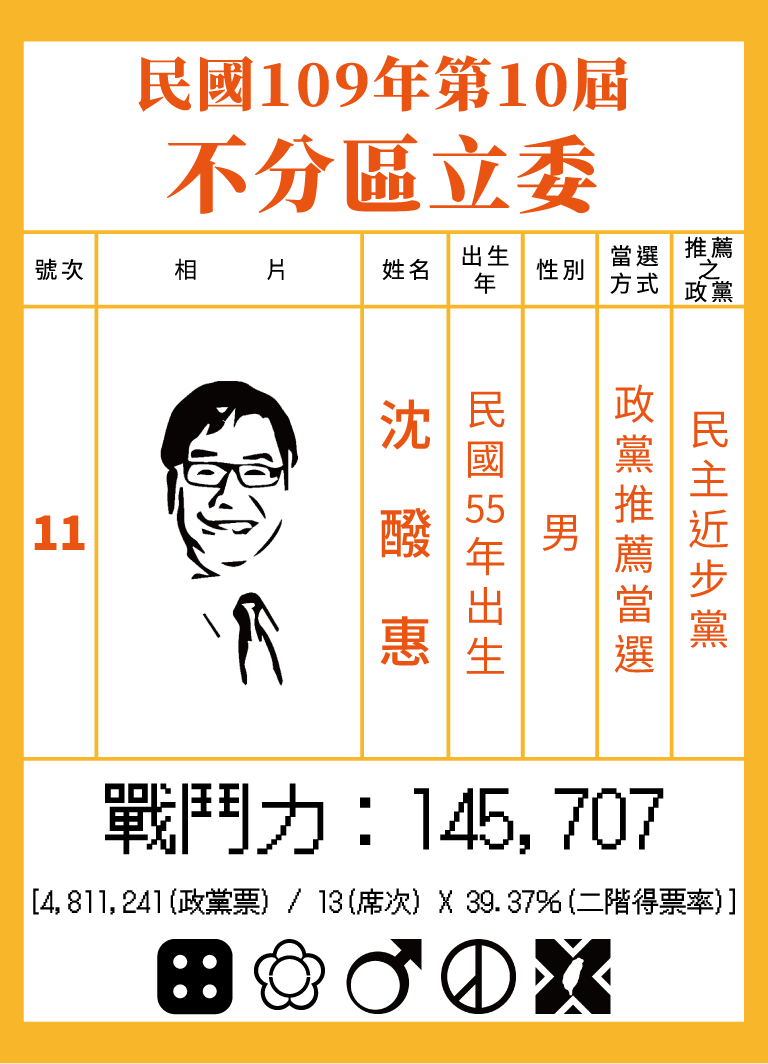 民國109年第10屆
不分區立委
號次
相片
姓名
出生
年
性別
當選
方式
推薦
之
政黨
11
沈醱惠
民國55年出生
男
政黨推薦當選
民主近步黨
戰鬥力：145,707
[4,811,241(政黨票) / 13(席次) X 39.37%(二階得票率)]